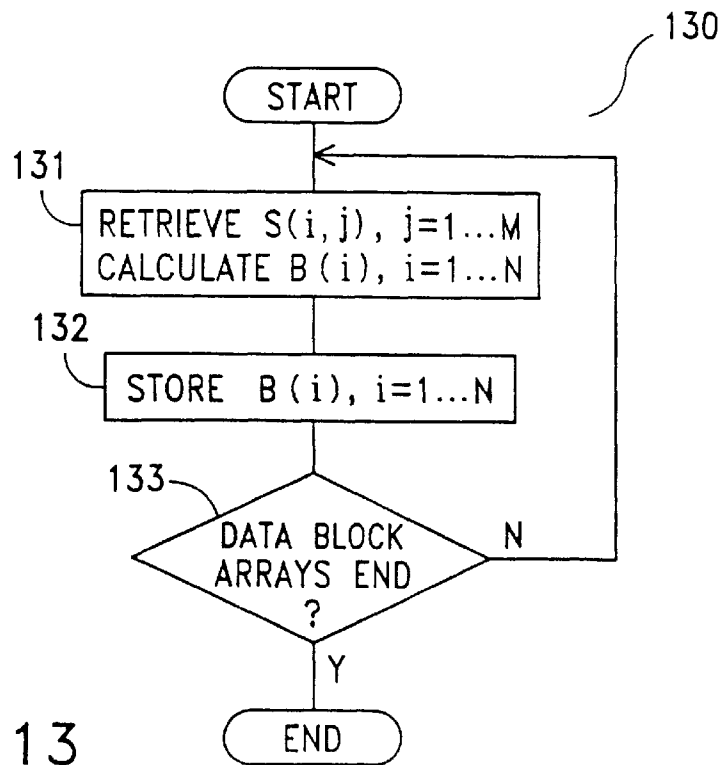 130
START
131
RETRIEVE S(i,j), j=1...M
CALCULATE B(i), i=1...N
132
STORE B(i), i=1...N
133
DATA BLOCK
ARRAYS END
?
N
Y
END
13